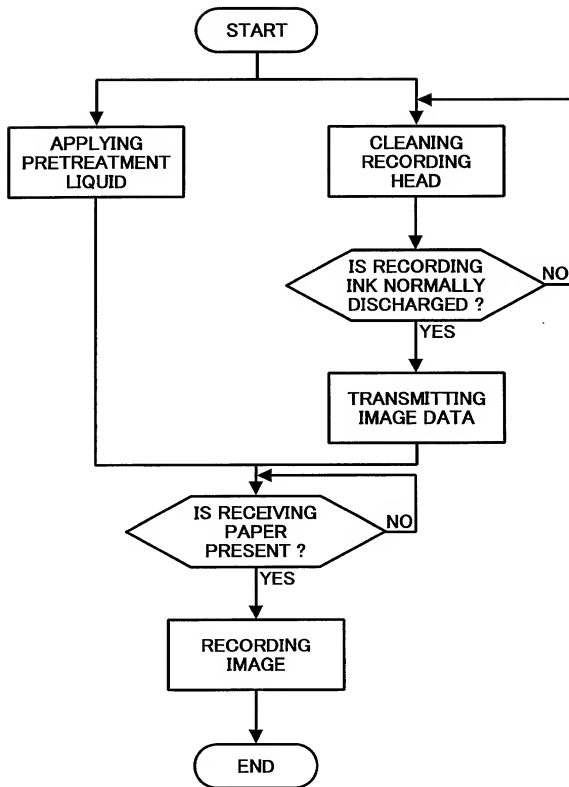 START
APPLYING
PRETREATMENT
LIQUID
CLEANING
RECORDING
HEAD
IS RECORDING
INK NORMALLY
DISCHARGED ?
NO
YES
TRANSMITTING
IMAGE DATA
IS RECEIVING
PAPER
PRESENT ?
NO
YES
RECORDING
IMAGE
END